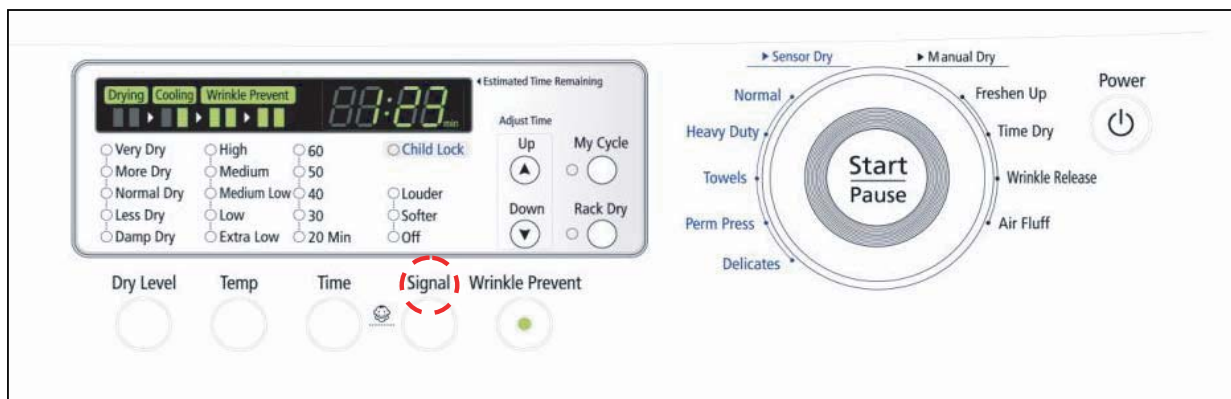 Drying Cooling Wrinkle Prevent
1:23 min
Estimated Time Remaining
Very Dry
More Dry
Normal Dry
Less Dry
Damp Dry
High
Medium
Medium Low
Low
Extra Low
60
50
40
30
20 Min
Child Lock
Louder
Softer
Off
Adjust Time
Up
Down
My Cycle
Rack Dry
Dry Level
Temp
Time
Signal
Wrinkle Prevent
Sensor Dry
Normal
Heavy Duty
Towels
Perm Press
Delicates
Start
Pause
Manual Dry
Freshen Up
Time Dry
Wrinkle Release
Air Fluff
Power